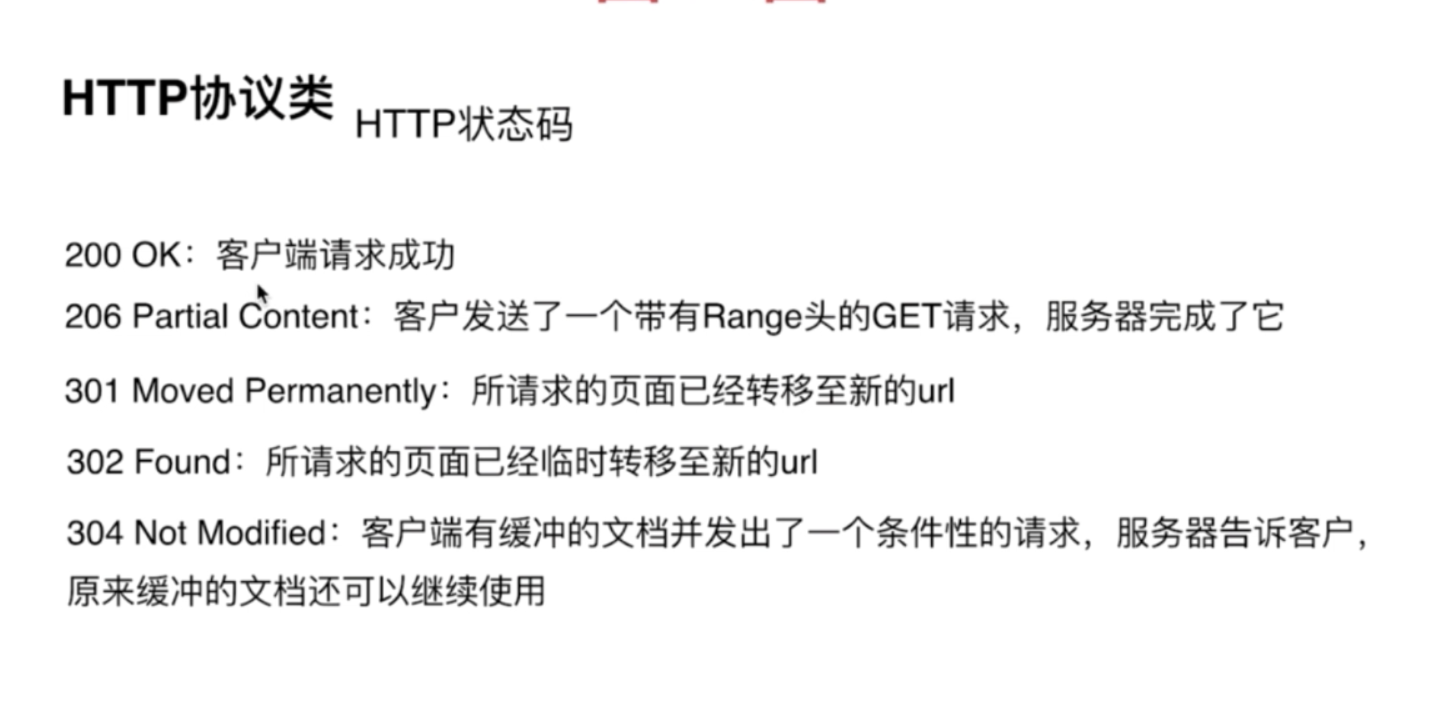 HTTP协议类 HTTP状态码
200 OK：客户端请求成功
206 Partial Content：客户发送了一个带有Range头的GET请求，服务器完成了它
301 Moved Permanently：所请求的页面已经转移至新的url
302 Found：所请求的页面已经临时转移至新的url
304 Not Modified：客户端有缓冲的文档并发出了一个条件性的请求，服务器告诉客户，
原来缓冲的文档还可以继续使用